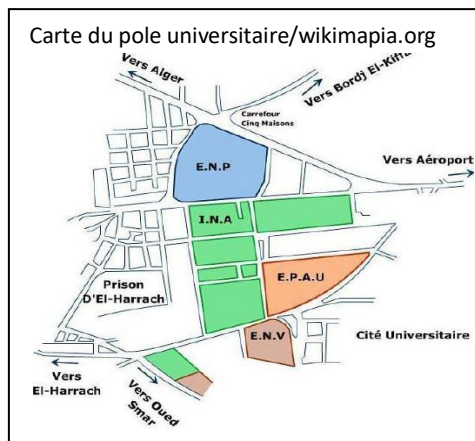 Carte du pole universitaire/wikimapia.org
Vers Alger
Vers Bordj El-Kiffa
Carrefour
Cinq Maisons
E.N.P
Vers Aéroport
I.N.A
Prison
D'El-Harrach
E.P.A.U
E.N.V
Cité Universitaire
Vers
El-Harrach
Vers Oued
Smar